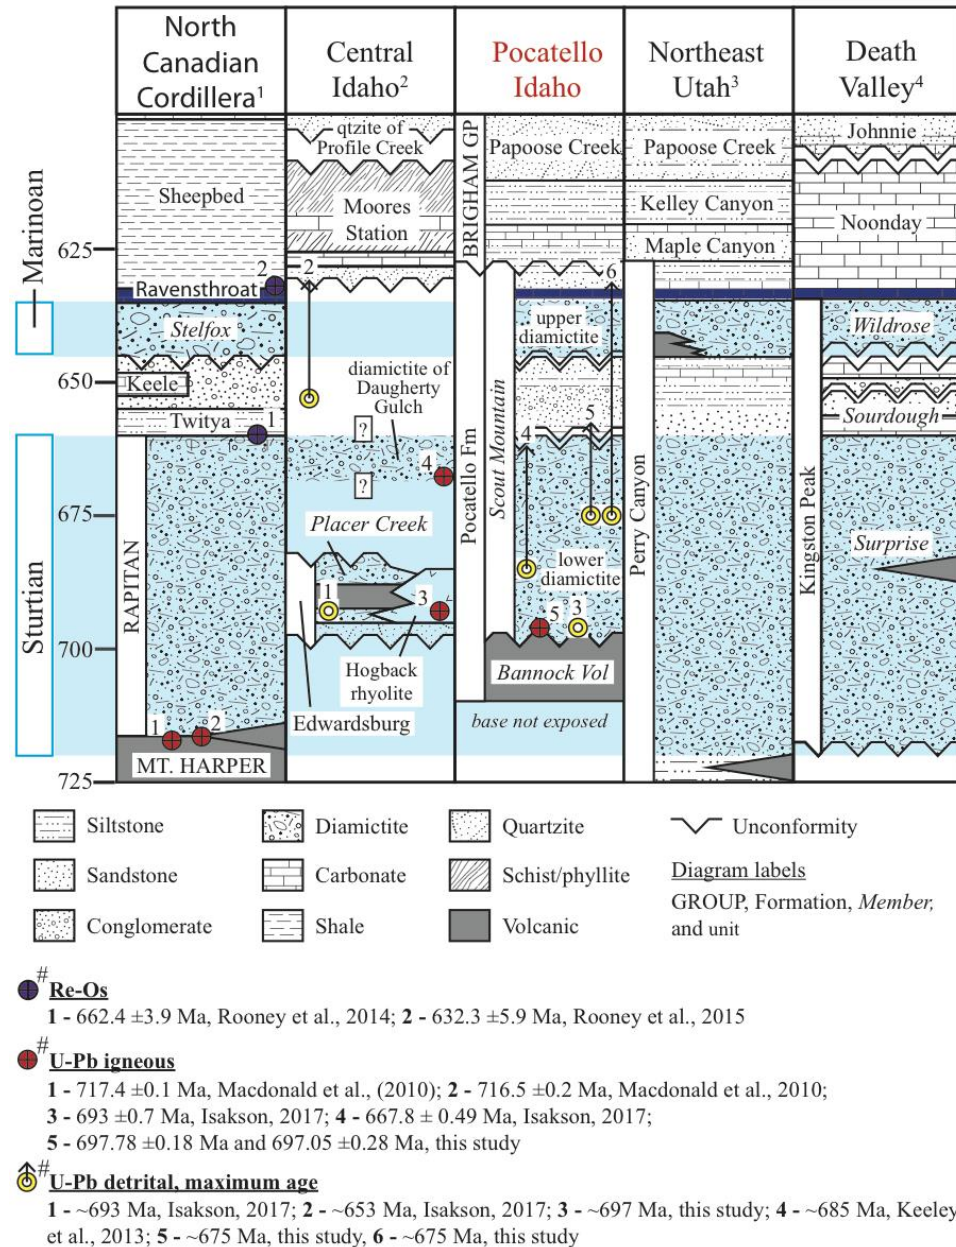 North
Canadian
Cordillera1
Central
Idaho2
Pocatello
Idaho
Northeast
Utah3
Death
Valley4
Marinoan
Sturtian
625
650
675
700
725
Sheepbed
2
Ravensthroat
Stelfox
Keele
Twitya
1
RAPITAN
1
2
MT. HARPER
qtzite of
Profile Creek
Moores
Station
2
diamictite of
Daugherty
Gulch
?
4
?
Placer Creek
1
3
Hogback
rhyolite
Edwardsburg
BRIGHAM GP
Pocatello Fm
Scout Mountain
Papoose Creek
6
upper
diamictite
5
4
lower
diamictite
5
3
Bannock Vol
base not exposed
Perry Canyon
Papoose Creek
Kelley Canyon
Maple Canyon
Kingston Peak
Johnnie
Noonday
Wildrose
Sourdough
Surprise
Siltstone
Diamictite
Quartzite
Unconformity
Sandstone
Carbonate
Schist/phyllite
Diagram labels
Conglomerate
Shale
Volcanic
GROUP, Formation, Member,
and unit
# Re-Os
1 - 662.4 ±3.9 Ma, Rooney et al., 2014; 2 - 632.3 ±5.9 Ma, Rooney et al., 2015
# U-Pb igneous
1 - 717.4 ±0.1 Ma, Macdonald et al., (2010); 2 - 716.5 ±0.2 Ma, Macdonald et al., 2010;
3 - 693 ±0.7 Ma, Isakson, 2017; 4 - 667.8 ± 0.49 Ma, Isakson, 2017;
5 - 697.78 ±0.18 Ma and 697.05 ±0.28 Ma, this study
# U-Pb detrital, maximum age
1 - ~693 Ma, Isakson, 2017; 2 - ~653 Ma, Isakson, 2017; 3 - ~697 Ma, this study; 4 - ~685 Ma, Keeley
et al., 2013; 5 - ~675 Ma, this study, 6 - ~675 Ma, this study